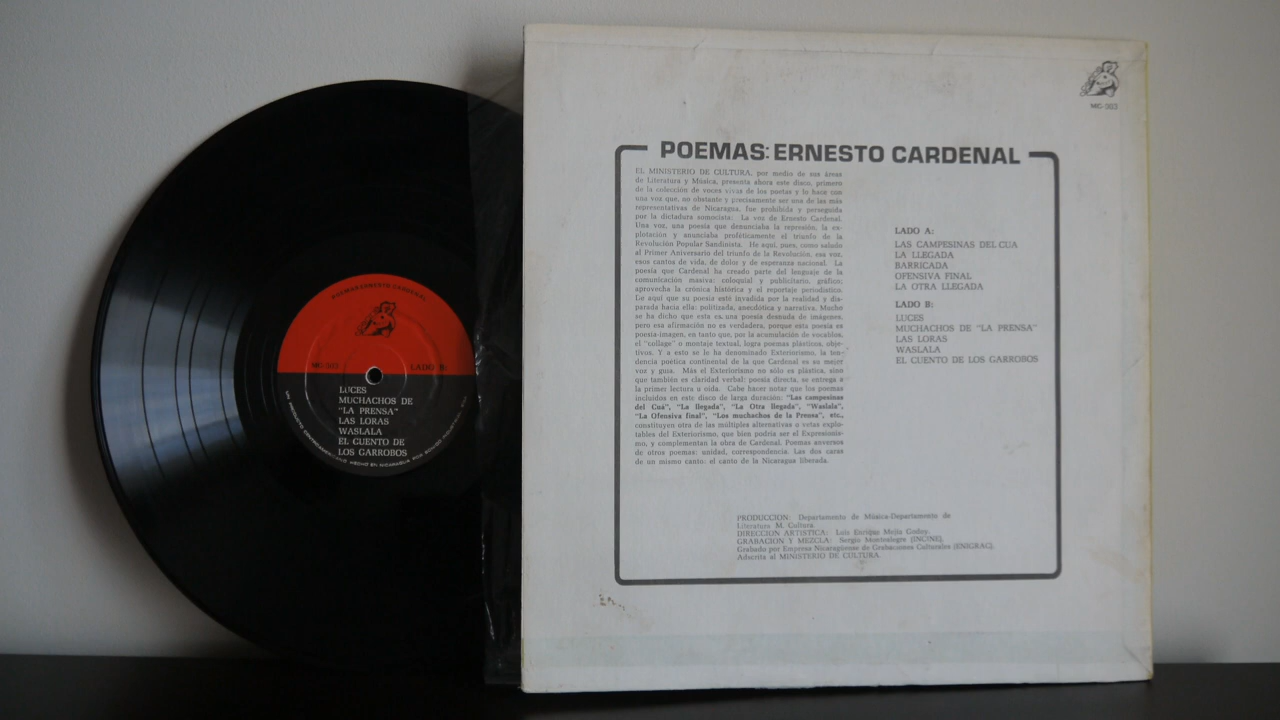 POEMAS ERNESTO CARDENAL
MC-
LADO B
LUCES
MUCHACHOS DE
"LA PRENSA"
LAS LORAS
WASLALA
EL CUENTO DE
LOS GARROBOS
HECHO EN NICARAGUA POR
MC-
POEMAS: ERNESTO CARDENAL
EL MINISTERIO DE CULTURA, por medio de sus áreas
de Literatura y Música, presenta ahora este disco, primero
de la colección de voces vivas de los poetas y lo hace con
una voz que, no obstante y precisamente ser una de las más
representativas de Nicaragua, fue prohibida y perseguida
por la dictadura somocista: La voz de Ernesto Cardenal.
Una voz, una poesía que denunciaba la represión, la ex-
plotación y anunciaba proféticamente el triunfo de la
Revolución Popular Sandinista. He aquí, pues, como saludo
al Primer Aniversario del triunfo de la Revolución, esa voz,
esos cantos de vida, de dolor y de esperanza nacional. La
poesía que Cardenal ha creado parte del lenguaje de la
comunicación masiva: coloquial y publicitario, gráfico;
aprovecha la crónica histórica y el reportaje periodístico.
Lo aquí que su poesía esté invadida por la realidad y dis-
parada hacia ella: politizada, anecdótica y narrativa. Mucho
se ha dicho que esta es una poesía desnuda de imágenes,
pero esa afirmación no es verdadera, porque esta poesía es
poesía-imagen, en tanto que, por la acumulación de vocablos,
el "collage" o montaje textual, logra poemas plásticos, obje-
tivos. Y a esto se le ha denominado Exteriorismo, la ten-
dencia poética continental de la que Cardenal es su mejor
voz y guía. Más el Exteriorismo no sólo es plástico, sino
que también es claridad verbal: poesía directa, se entrega a
la primer lectura u oída. Cabe hacer notar que los poemas
incluidos en este disco de larga duración: "Las campesinas
del Cuá", "La llegada", "La Otra llegada", "Waslala",
"La Ofensiva final", "Los muchachos de la Prensa", etc.,
constituyen otra de las múltiples alternativas o vetas explo-
tables del Exteriorismo, que bien podría ser el Expresionis-
mo, y complementan la obra de Cardenal. Poemas anversos
de otros poemas: unidad, correspondencia. Las dos caras
de un mismo canto: el canto de la Nicaragua liberada.
LADO A:
LAS CAMPESINAS DEL CUA
LA LLEGADA
BARRICADA
OFENSIVA FINAL
LA OTRA LLEGADA
LADO B:
LUCES
MUCHACHOS DE "LA PRENSA"
LAS LORAS
WASLALA
EL CUENTO DE LOS GARROBOS
PRODUCCION: Departamento de Música-Departamento de
Literatura M. Cultura.
DIRECCION ARTISTICA: Luis Enrique Mejía Godoy.
GRABACION Y MEZCLA: Sergio Montealegre (INCINE).
Grabado por Empresa Nicaragüense de Grabaciones Culturales (ENIGRAC).
Adscrita al MINISTERIO DE CULTURA.